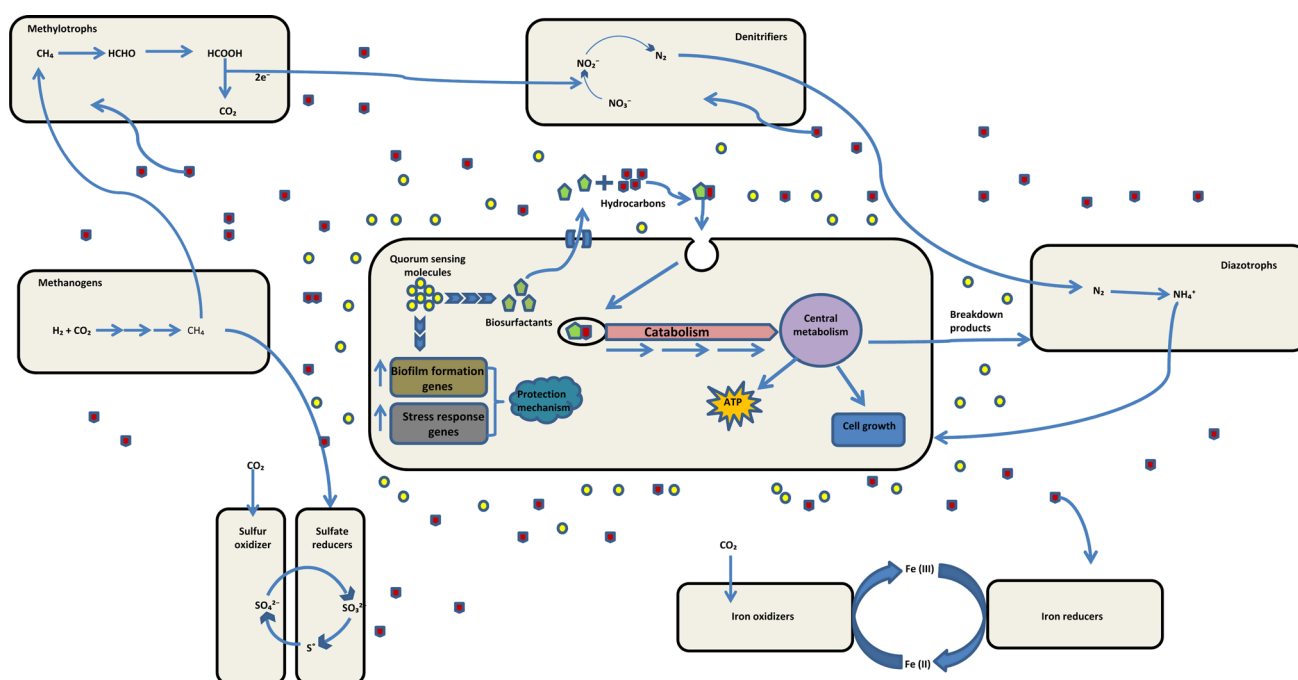 Methylotrophs
CH₄
HCHO
HCOOH
2e⁻
CO₂
Denitrifiers
NO₂⁻
N₂
NO₃⁻
Hydrocarbons
Methanogens
H₂ + CO₂
CH₄
Quorum sensing
molecules
Biosurfactants
Biofilm formation
genes
Stress response
genes
Protection
mechanism
Catabolism
Central
metabolism
ATP
Cell growth
Breakdown
products
Diazotrophs
N₂
NH₄⁺
CO₂
Sulfur
oxidizer
Sulfate
reducers
SO₄²⁻
SO₃²⁻
S°
CO₂
Iron oxidizers
Fe (III)
Fe (II)
Iron reducers